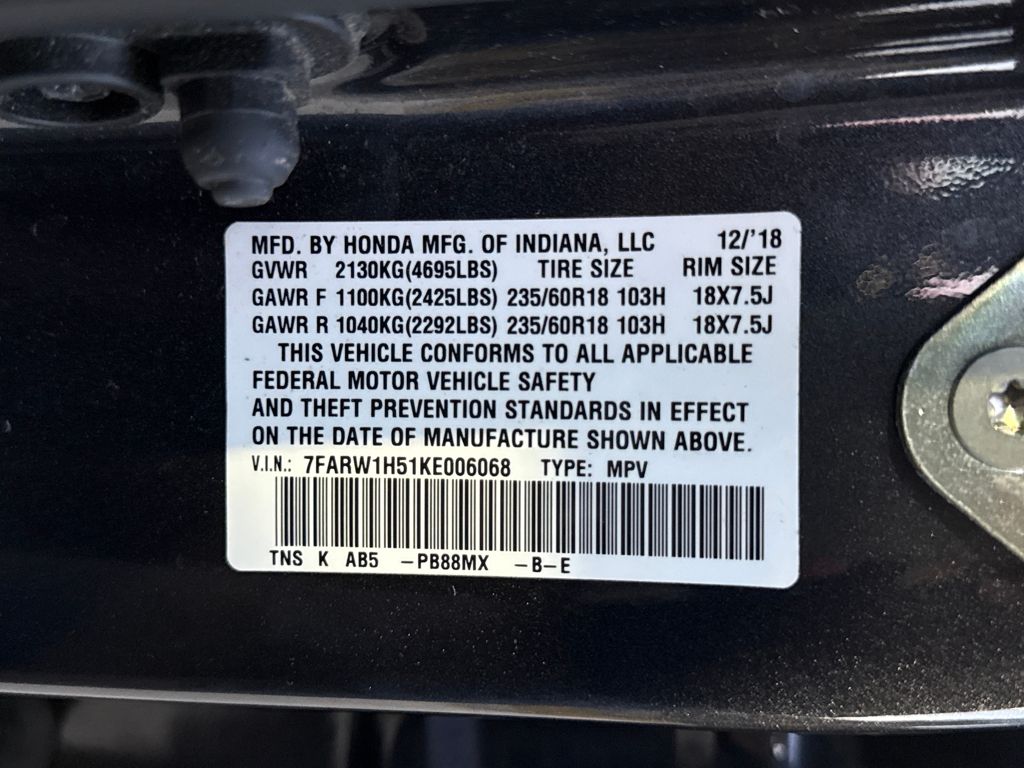 MFD. BY HONDA MFG. OF INDIANA, LLC 12/'18
GVWR 2130KG(4695LBS) TIRE SIZE RIM SIZE
GAWR F 1100KG(2425LBS) 235/60R18 103H 18X7.5J
GAWR R 1040KG(2292LBS) 235/60R18 103H 18X7.5J
THIS VEHICLE CONFORMS TO ALL APPLICABLE
FEDERAL MOTOR VEHICLE SAFETY
AND THEFT PREVENTION STANDARDS IN EFFECT
ON THE DATE OF MANUFACTURE SHOWN ABOVE.
V.I.N.: 7FARW1H51KE006068 TYPE: MPV
TNS K AB5 -PB88MX -B-E